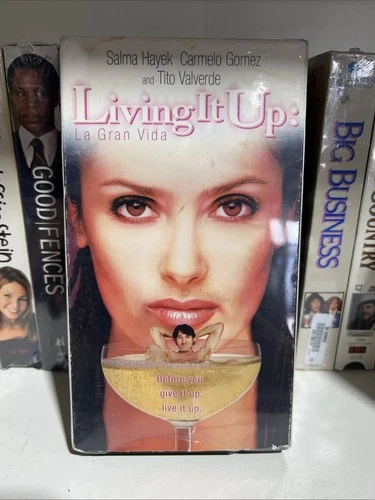 Salma Hayek Carmelo Gomez
and Tito Valverde
Living It Up:
La Gran Vida
Before you
give it up,
live it up.
GOOD FENCES
BIG BUSINESS